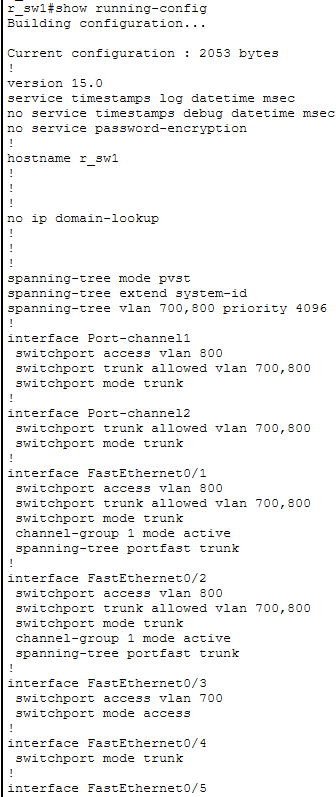 r_sw1#show running-config
Building configuration...
Current configuration : 2053 bytes
!
version 15.0
service timestamps log datetime msec
no service timestamps debug datetime msec
no service password-encryption
!
hostname r_sw1
!
!
!
no ip domain-lookup
!
!
!
spanning-tree mode pvst
spanning-tree extend system-id
spanning-tree vlan 700,800 priority 4096
!
interface Port-channel1
switchport access vlan 800
switchport trunk allowed vlan 700,800
switchport mode trunk
!
interface Port-channel2
switchport trunk allowed vlan 700,800
switchport mode trunk
!
interface FastEthernet0/1
switchport access vlan 800
switchport trunk allowed vlan 700,800
switchport mode trunk
channel-group 1 mode active
spanning-tree portfast trunk
!
interface FastEthernet0/2
switchport access vlan 800
switchport trunk allowed vlan 700,800
switchport mode trunk
channel-group 1 mode active
spanning-tree portfast trunk
!
interface FastEthernet0/3
switchport access vlan 700
switchport mode access
!
interface FastEthernet0/4
switchport mode trunk
!
interface FastEthernet0/5